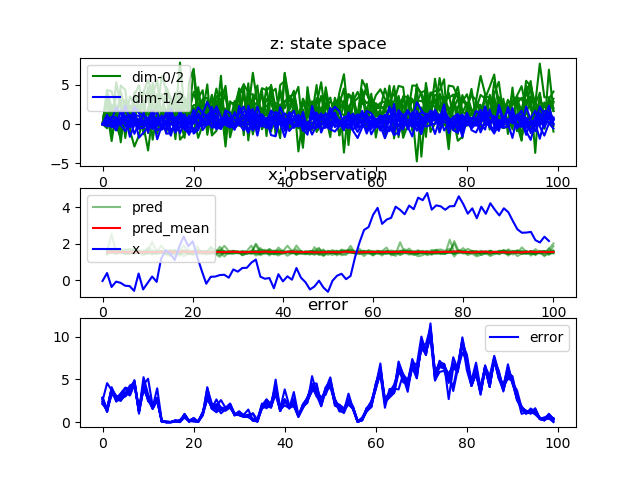 z: state space
5
0
−5
dim-0/2
dim-1/2
0 20 40 60 80 100
x: observation
4
2
0
pred
pred_mean
x
0 20 40 60 80 100
error
10
5
0
error
0 20 40 60 80 100